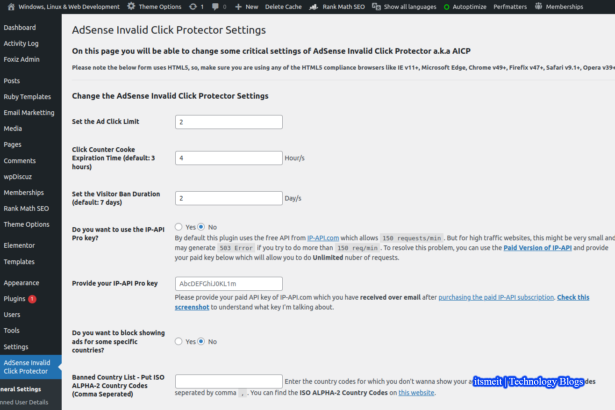 Windows, Linux & Web Development Theme Options 1 0 New Delete Cache Rank Math SEO Show all languages Autoptimize Perfmatters Memberships
Dashboard
Activity Log
Foxiz Admin
Posts
Ruby Templates
Email Marketting
Media
Pages
Comments
wpDiscuz
Memberships
Rank Math SEO
Theme Options
Elementor
Templates
Appearance
Plugins 1
Users
Tools
Settings
AdSense Invalid
Click Protector
General Settings
Banned User Details
AdSense Invalid Click Protector Settings
On this page you will be able to change some critical settings of AdSense Invalid Click Protector a.k.a AICP
Please note the below form uses HTML5, so, make sure you are using any of the HTML5 compliance browsers like IE v11+, Microsoft Edge, Chrome v49+, Firefix v47+, Safari v9.1+, Opera v39+
Change the AdSense Invalid Click Protector Settings
Set the Ad Click Limit
2
Click Counter Cooke
Expiration Time (default: 3
hours)
4 Hour/s
Set the Visitor Ban Duration
(default: 7 days)
2 Day/s
Do you want to use the IP-API
Pro key?
Yes No
By default this plugin uses the free API from IP-API.com which allows 150 requests/min . But for high traffic websites, this might be very small and
may generate 503 Error if you try to do more than 150 req/min . To resolve this problem, you can use the Paid Version of IP-API and provide
your paid key below which will allow you to do Unlimited nuber of requests.
Provide your IP-API Pro key
AbcDEFGhiJ0KL1m
Please provide your paid API key of IP-API.com which you have received over email after purchasing the paid IP-API subscription. Check this
screenshot to understand what key I'm talking about.
Do you want to block showing
ads for some specific
countries?
Yes No
Banned Country List - Put ISO
ALPHA-2 Country Codes
(Comma Seperated)
Enter the country codes for which you don't wanna show your
seperated by comma , . You can find the ISO ALPHA-2 Country Codes on this website.
itsmeit | Technology Blogs